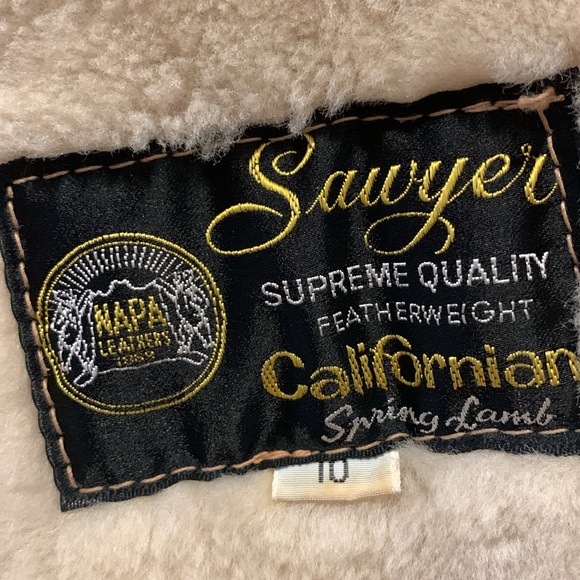 Sawyer
SUPREME QUALITY
FEATHERWEIGHT
Californian
Spring Lamb
NAPA
LEATHERS
10